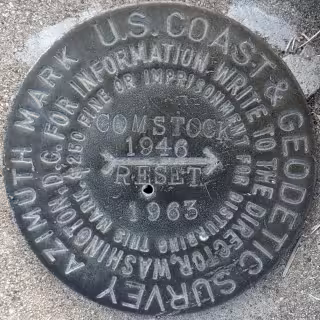 U.S. COAST & GEODETIC SURVEY AZIMUTH MARK
FOR INFORMATION WRITE TO THE DIRECTOR, WASHINGTON, D.C.
$250 FINE OR IMPRISONMENT FOR DISTURBING THIS MARK.
COMSTOCK
1946
RESET
1963